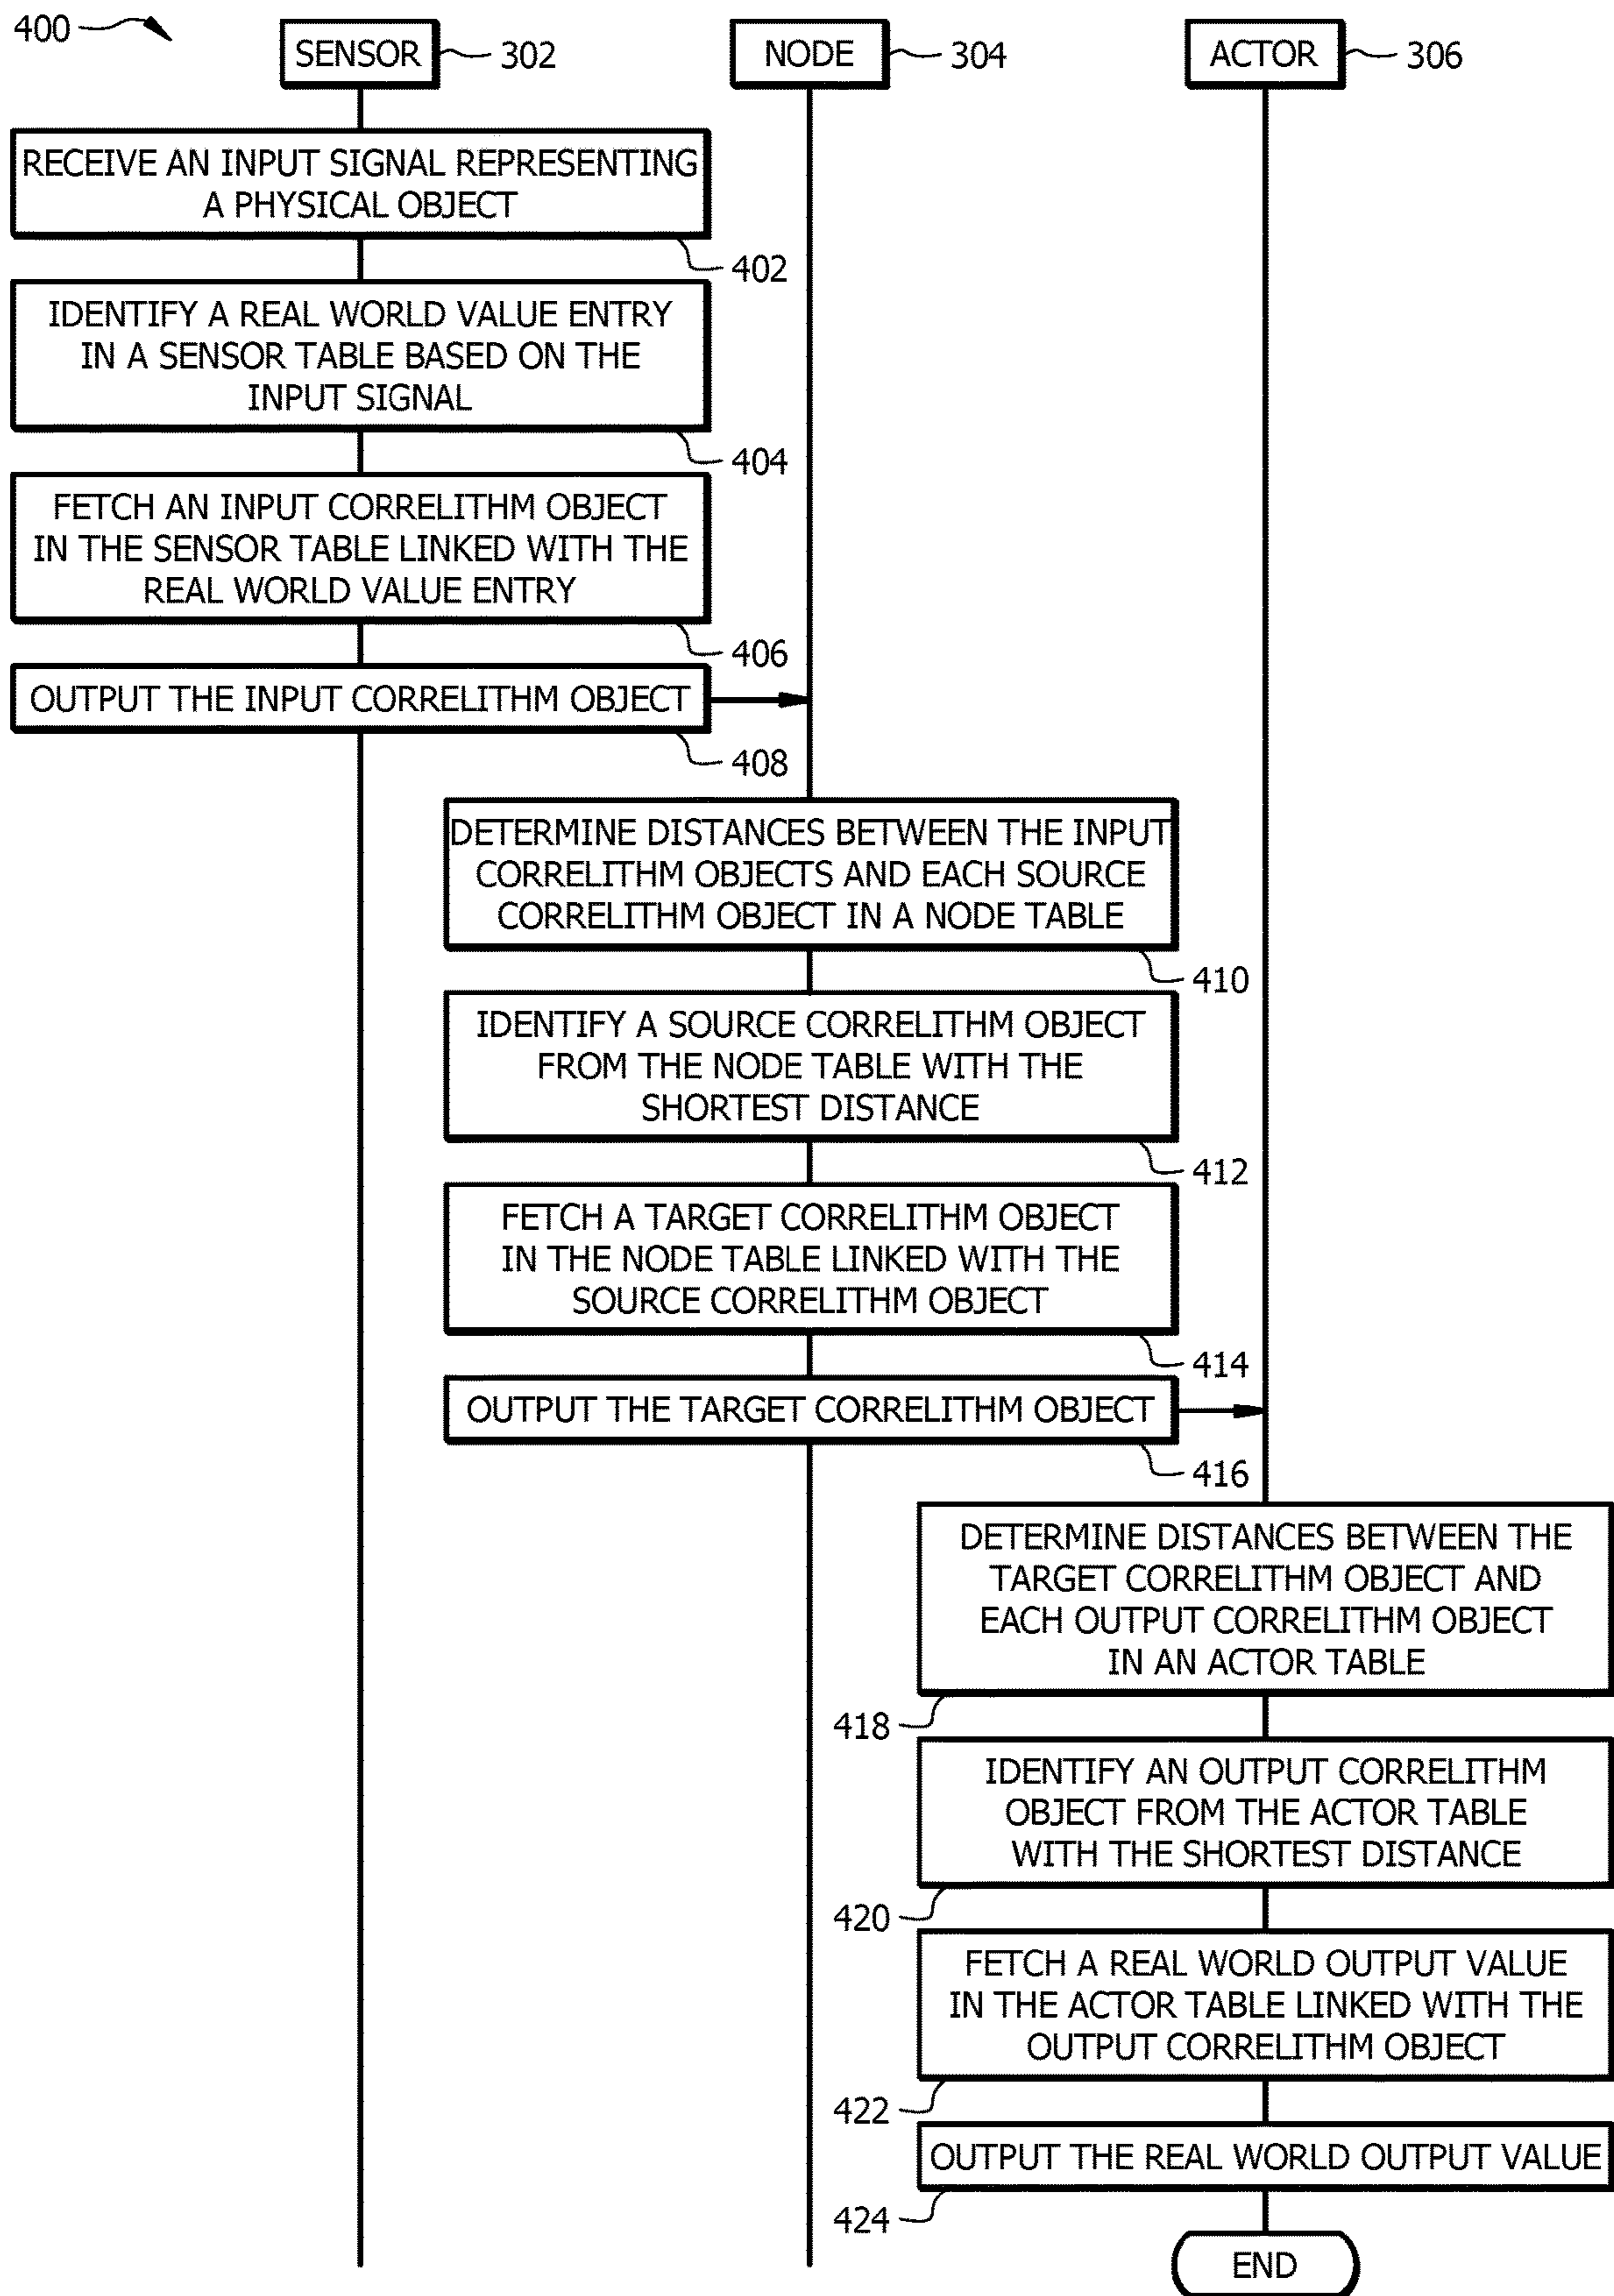 400
SENSOR
302
NODE
304
ACTOR
306
RECEIVE AN INPUT SIGNAL REPRESENTING
A PHYSICAL OBJECT
402
IDENTIFY A REAL WORLD VALUE ENTRY
IN A SENSOR TABLE BASED ON THE
INPUT SIGNAL
404
FETCH AN INPUT CORRELITHM OBJECT
IN THE SENSOR TABLE LINKED WITH THE
REAL WORLD VALUE ENTRY
406
OUTPUT THE INPUT CORRELITHM OBJECT
408
DETERMINE DISTANCES BETWEEN THE INPUT
CORRELITHM OBJECTS AND EACH SOURCE
CORRELITHM OBJECT IN A NODE TABLE
410
IDENTIFY A SOURCE CORRELITHM OBJECT
FROM THE NODE TABLE WITH THE
SHORTEST DISTANCE
412
FETCH A TARGET CORRELITHM OBJECT
IN THE NODE TABLE LINKED WITH THE
SOURCE CORRELITHM OBJECT
414
OUTPUT THE TARGET CORRELITHM OBJECT
416
DETERMINE DISTANCES BETWEEN THE
TARGET CORRELITHM OBJECT AND
EACH OUTPUT CORRELITHM OBJECT
IN AN ACTOR TABLE
418
IDENTIFY AN OUTPUT CORRELITHM
OBJECT FROM THE ACTOR TABLE
WITH THE SHORTEST DISTANCE
420
FETCH A REAL WORLD OUTPUT VALUE
IN THE ACTOR TABLE LINKED WITH THE
OUTPUT CORRELITHM OBJECT
422
OUTPUT THE REAL WORLD OUTPUT VALUE
424
END